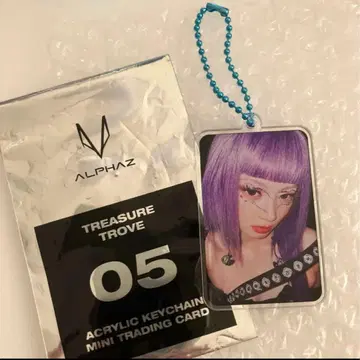 ALPHAZ
TREASURE
TROVE
05
ACRYLIC KEYCHAIN
MINI TRADING CARD